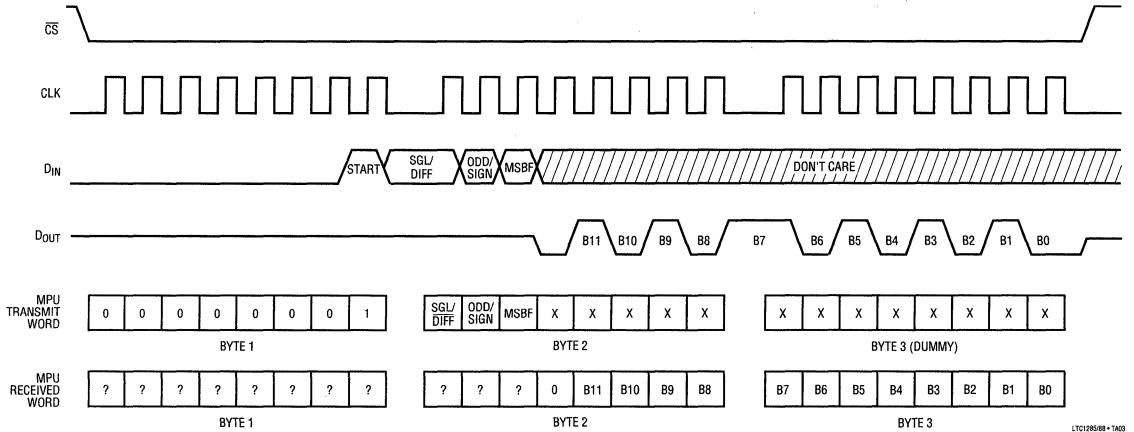 CS
CLK
DIN
START
SGL/
DIFF
ODD/
SIGN
MSBF
DON'T CARE
DOUT
B11 B10 B9 B8 B7 B6 B5 B4 B3 B2 B1 B0
MPU
TRANSMIT
WORD
0 0 0 0 0 0 0 1
SGL/
DIFF
ODD/
SIGN
MSBF X X X X X
X X X X X X X X
BYTE 1
BYTE 2
BYTE 3 (DUMMY)
MPU
RECEIVED
WORD
? ? ? ? ? ? ? ?
? ? ? 0 B11 B10 B9 B8
B7 B6 B5 B4 B3 B2 B1 B0
BYTE 1
BYTE 2
BYTE 3
LTC1285/88 • TA03